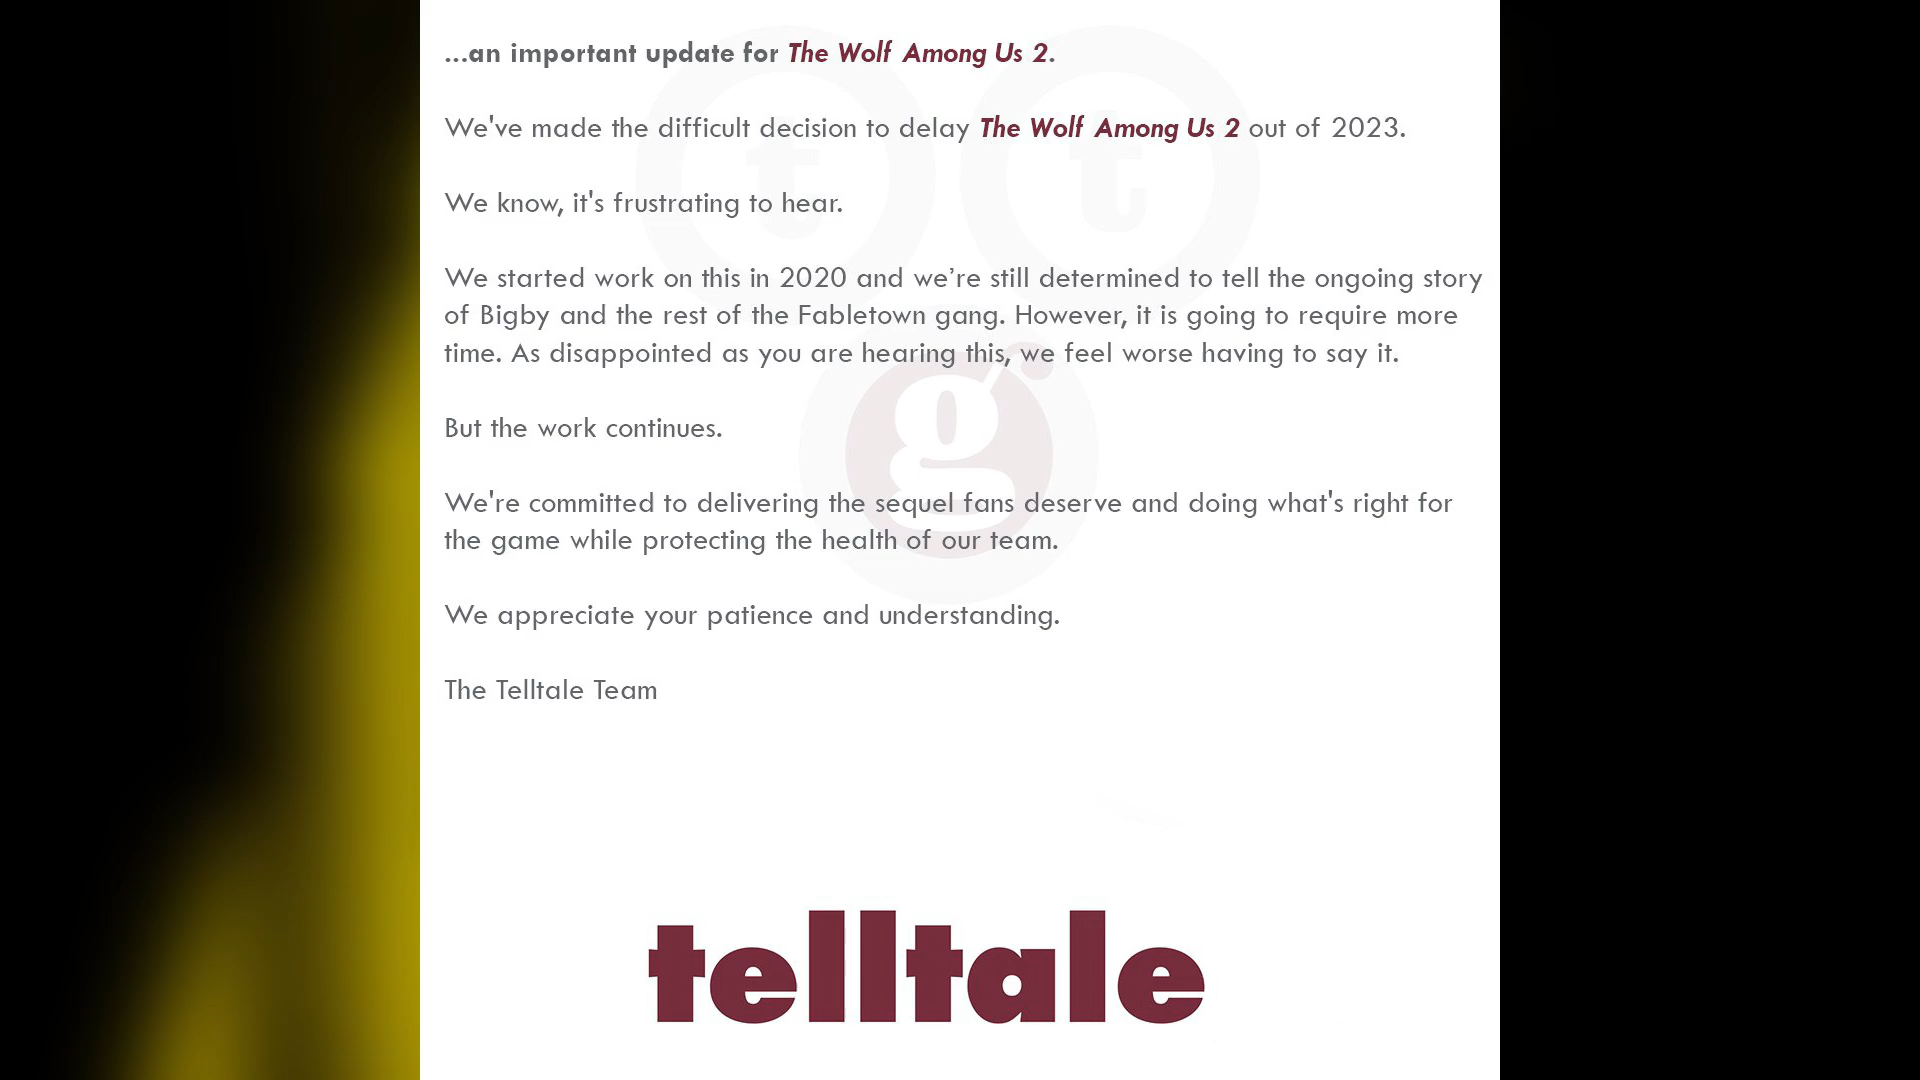 ...an important update for The Wolf Among Us 2.
We've made the difficult decision to delay The Wolf Among Us 2 out of 2023.
We know, it's frustrating to hear.
We started work on this in 2020 and we’re still determined to tell the ongoing story
of Bigby and the rest of the Fabletown gang. However, it is going to require more
time. As disappointed as you are hearing this, we feel worse having to say it.
But the work continues.
We're committed to delivering the sequel fans deserve and doing what's right for
the game while protecting the health of our team.
We appreciate your patience and understanding.
The Telltale Team
t t
g
telltale